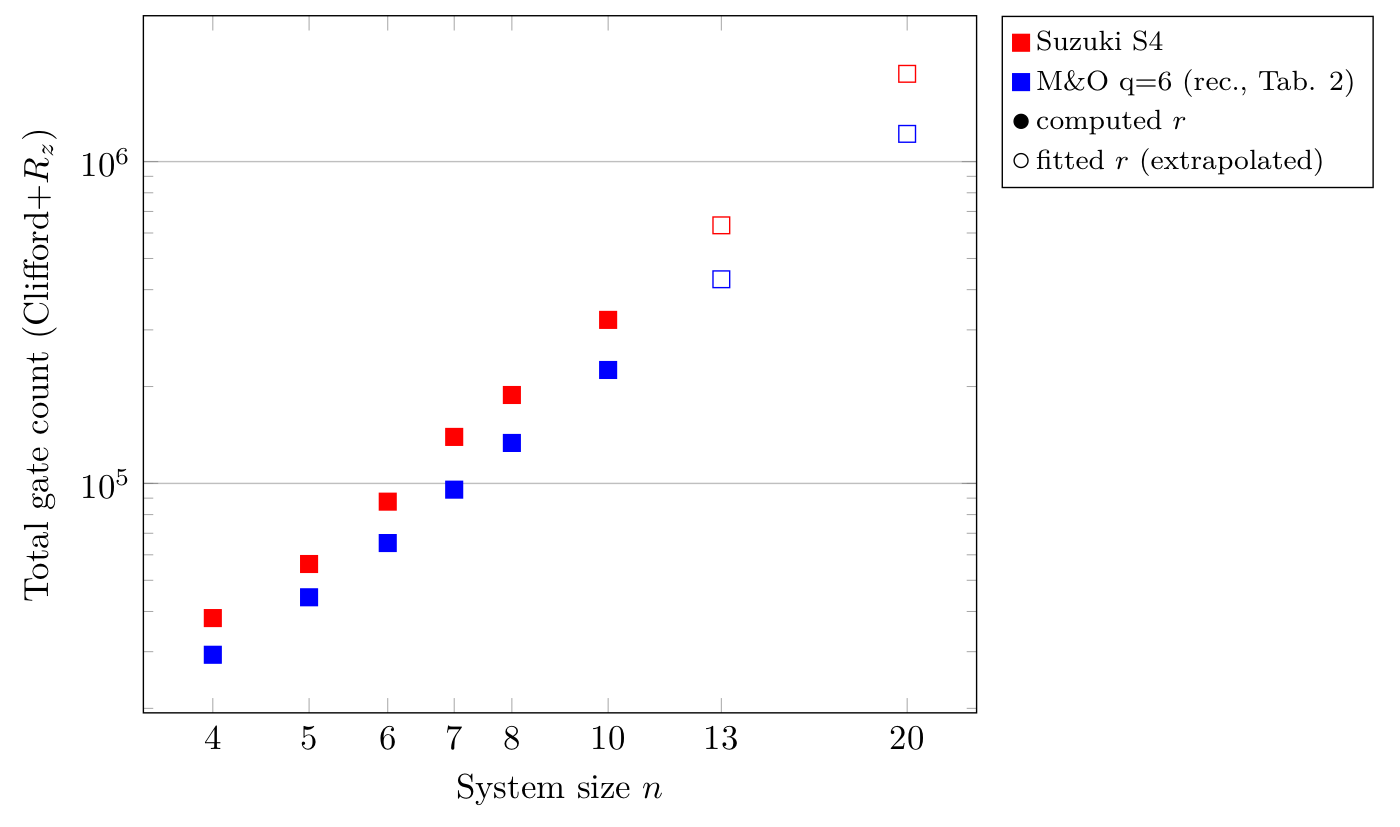 Suzuki S4
M&O q=6 (rec., Tab. 2)
computed r
fitted r (extrapolated)
Total gate count (Clifford+R_z)
10^6
10^5
4 5 6 7 8 10 13 20
System size n